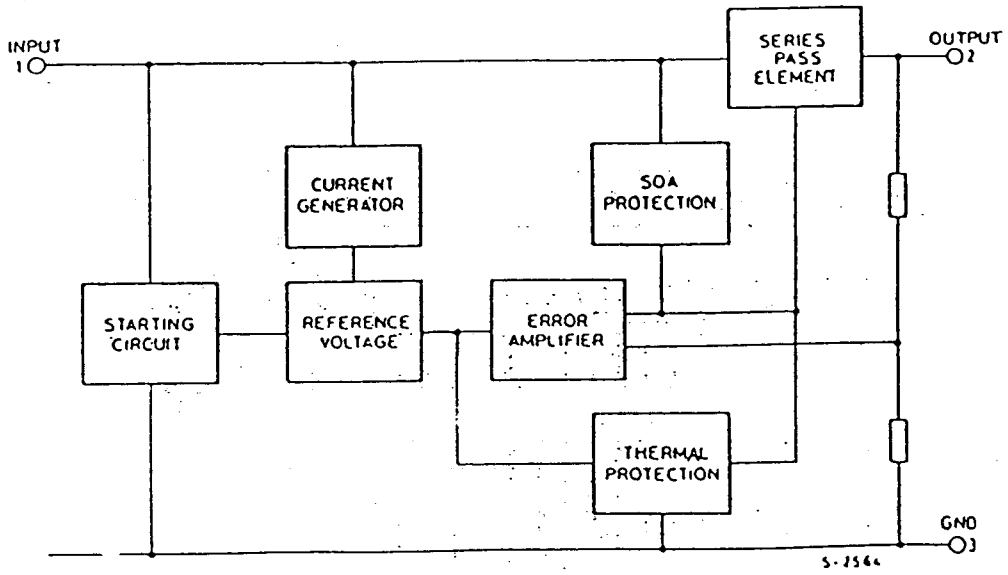 INPUT
1
SERIES
PASS
ELEMENT
OUTPUT
2
CURRENT
GENERATOR
SOA
PROTECTION
STARTING
CIRCUIT
REFERENCE
VOLTAGE
ERROR
AMPLIFIER
THERMAL
PROTECTION
GND
3